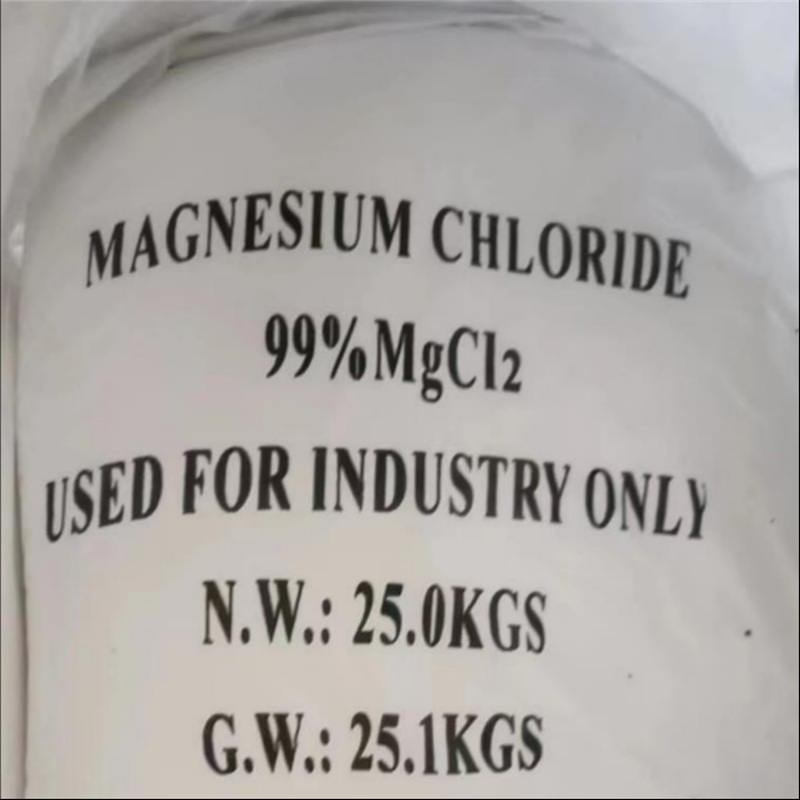 MAGNESIUM CHLORIDE
99%MgCl2
USED FOR INDUSTRY ONLY
N.W.: 25.0KGS
G.W.: 25.1KGS